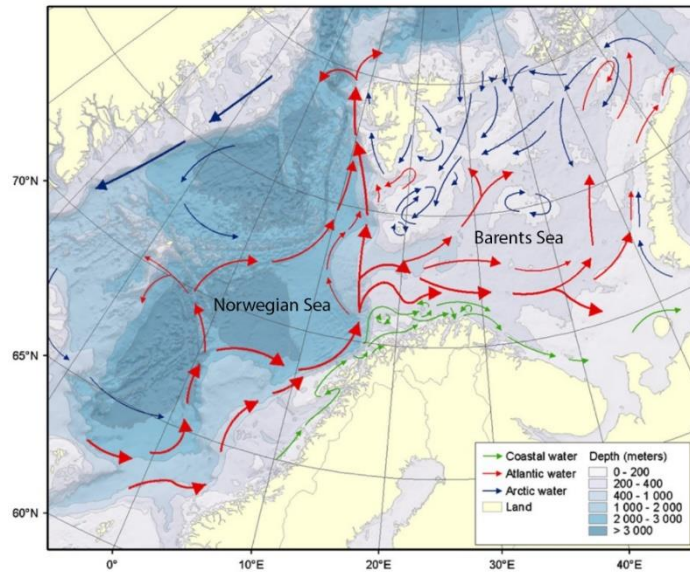 70°N
65°N
60°N
Norwegian Sea
Barents Sea
Coastal water
Atlantic water
Arctic water
Land
Depth (meters)
0 - 200
200 - 400
400 - 1 000
1 000 - 2 000
2 000 - 3 000
> 3 000
0°
10°E
20°E
30°E
40°E